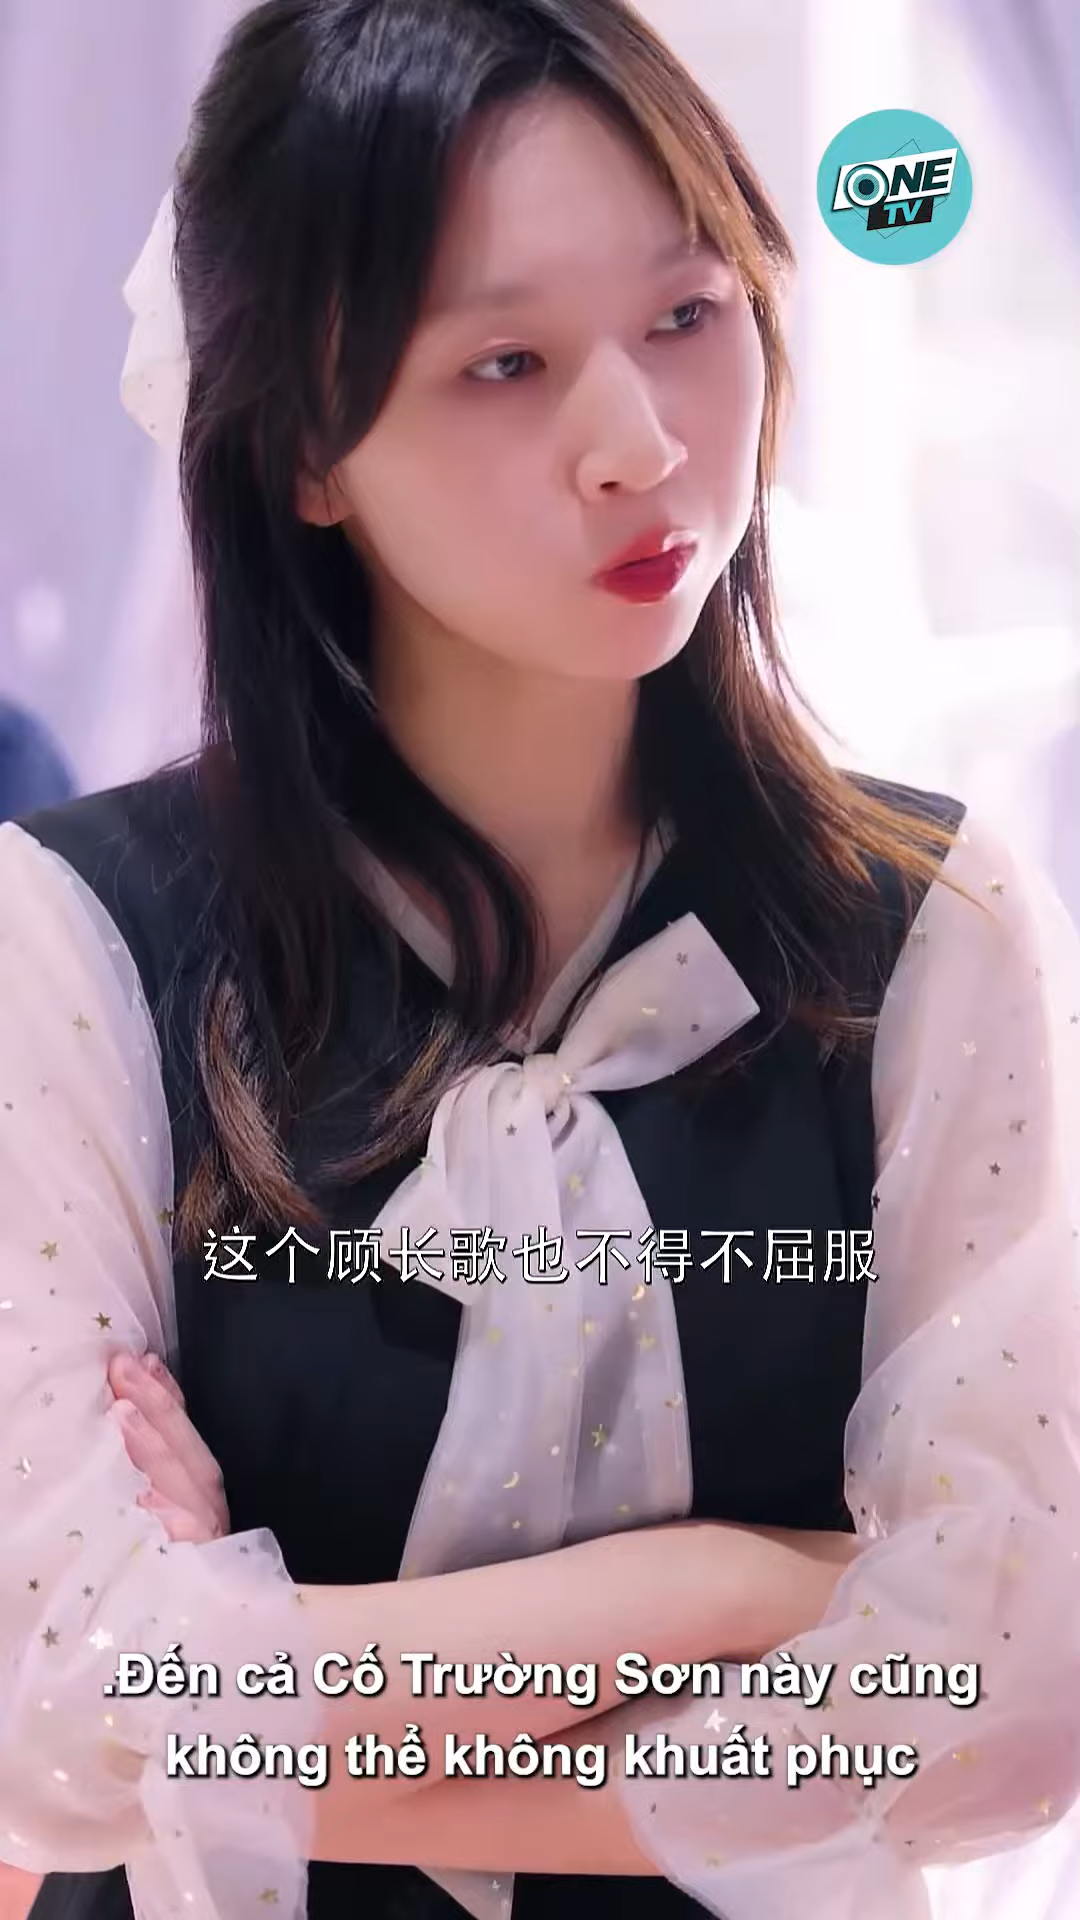 ONE
TV
这个顾长歌也不得不屈服
.Đến cả Cố Trường Sơn này cũng
không thể không khuất phục